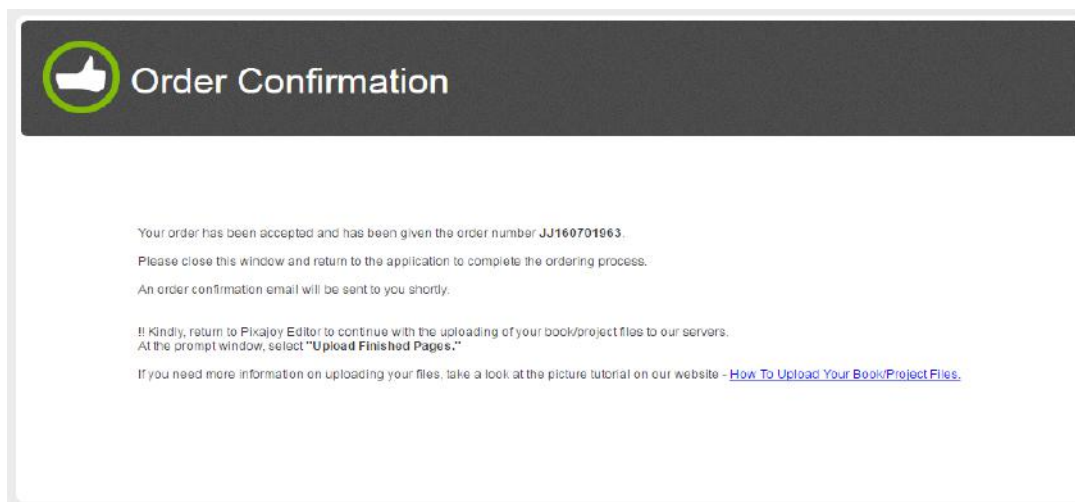 Order Confirmation
Your order has been accepted and has been given the order number JJ160701963.
Please close this window and return to the application to complete the ordering process.
An order confirmation email will be sent to you shortly.
!! Kindly, return to Pixajoy Editor to continue with the uploading of your book/project files to our servers.
At the prompt window, select "Upload Finished Pages."
If you need more information on uploading your files, take a look at the picture tutorial on our website - How To Upload Your Book/Project Files.